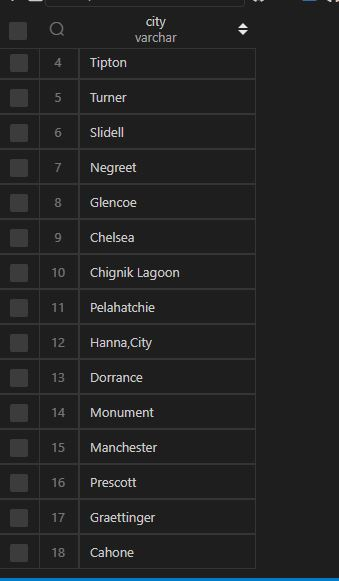 city
varchar
4 Tipton
5 Turner
6 Slidell
7 Negreet
8 Glencoe
9 Chelsea
10 Chignik Lagoon
11 Pelahatchie
12 Hanna,City
13 Dorrance
14 Monument
15 Manchester
16 Prescott
17 Graettinger
18 Cahone